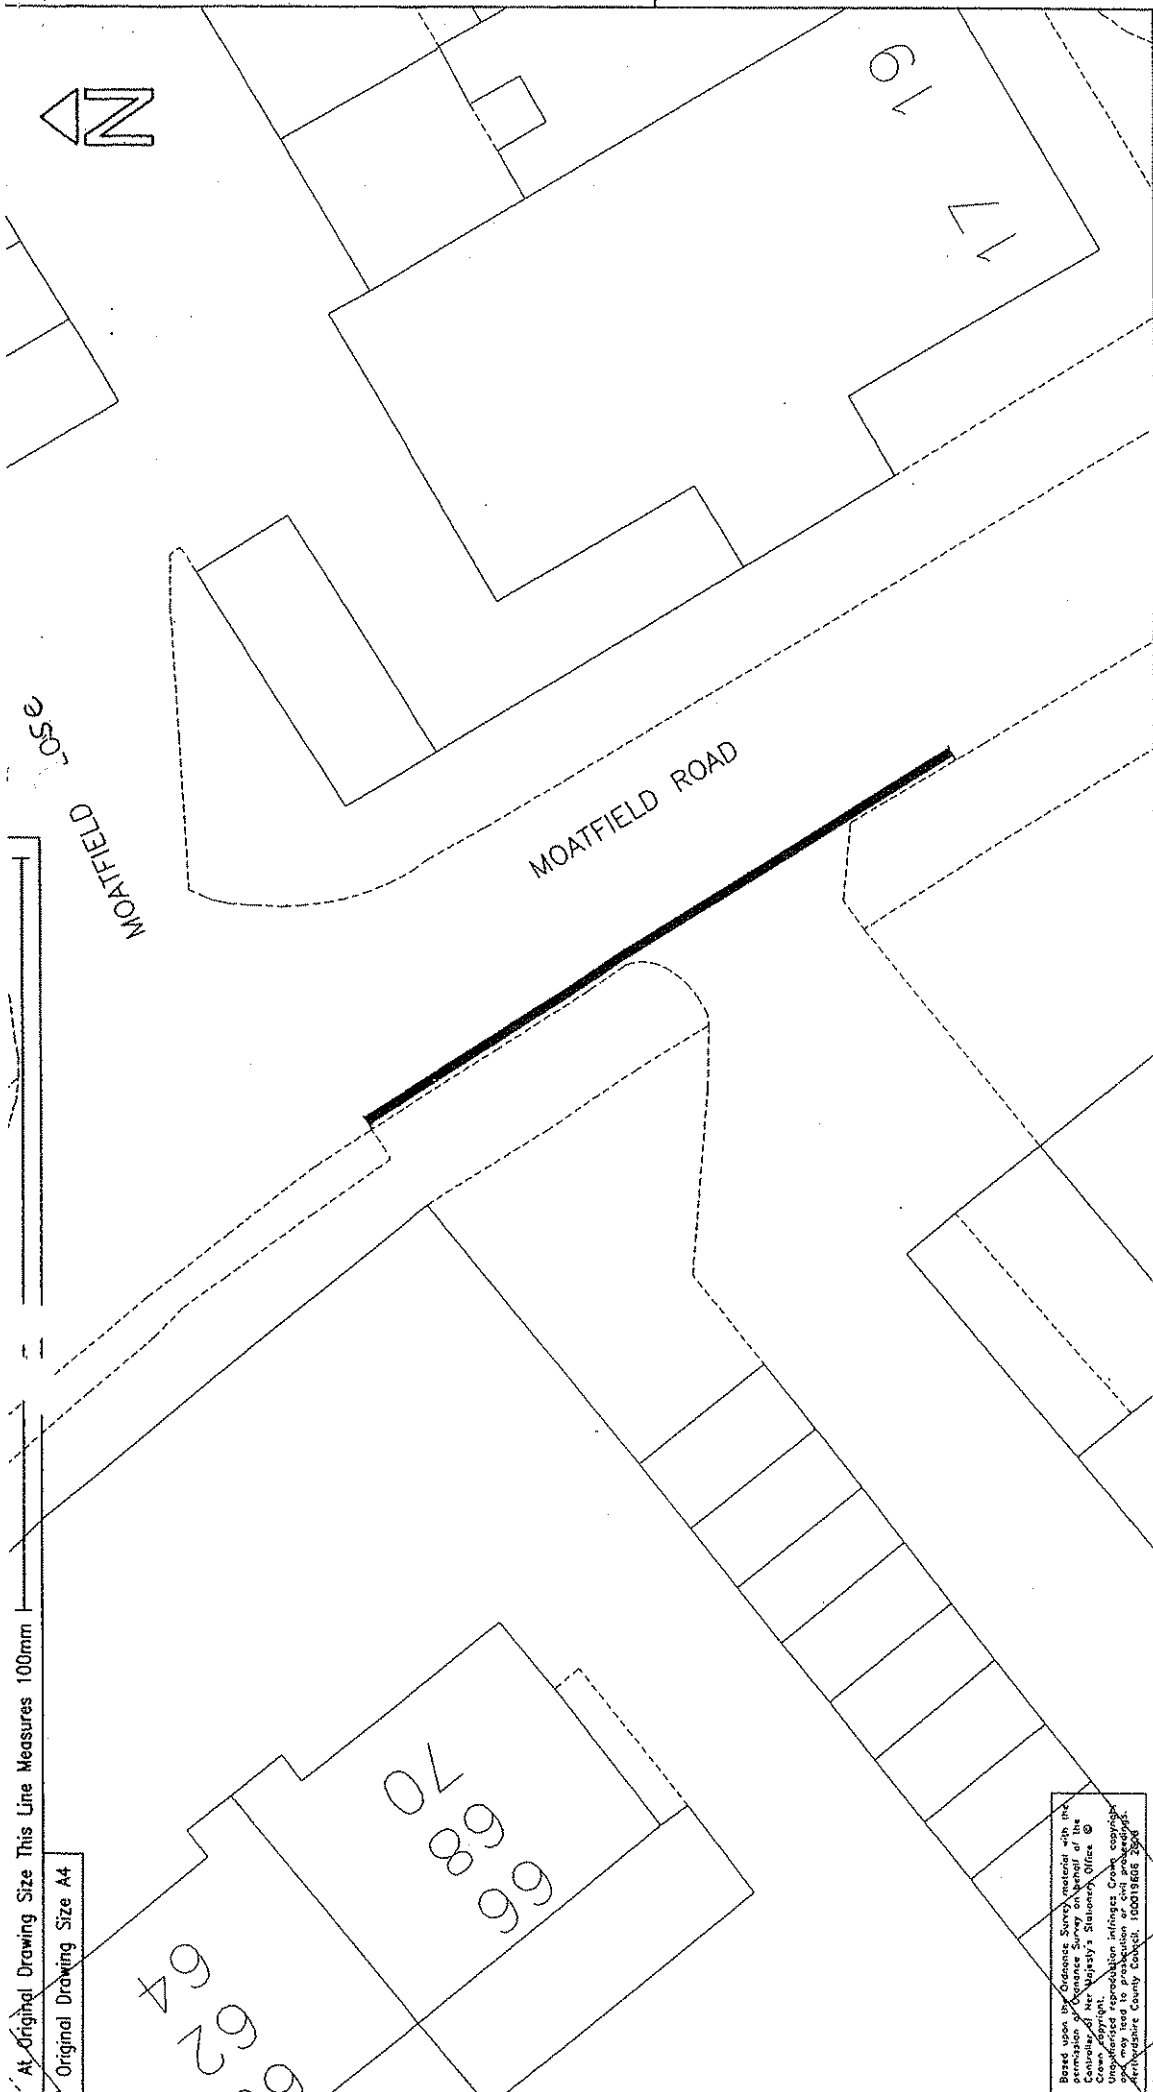 N
19
17
MOATFIELD
MOATFIELD ROAD
At Original Drawing Size This Line Measures 100mm
Original Drawing Size A4
70
68
66
64
62
Based upon the Ordnance Survey material with the
permission of Ordnance Survey on behalf of the
Controller of Her Majesty's Stationery Office ©
Crown copyright.
Unauthorised reproduction infringes Crown copyright
and may lead to prosecution or civil proceedings.
Hertfordshire County Council. 100019606